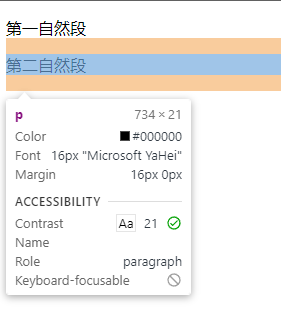 第一自然段
第二自然段
p 734 × 21
Color #000000
Font 16px "Microsoft YaHei"
Margin 16px 0px
ACCESSIBILITY
Contrast Aa 21
Name
Role paragraph
Keyboard-focusable